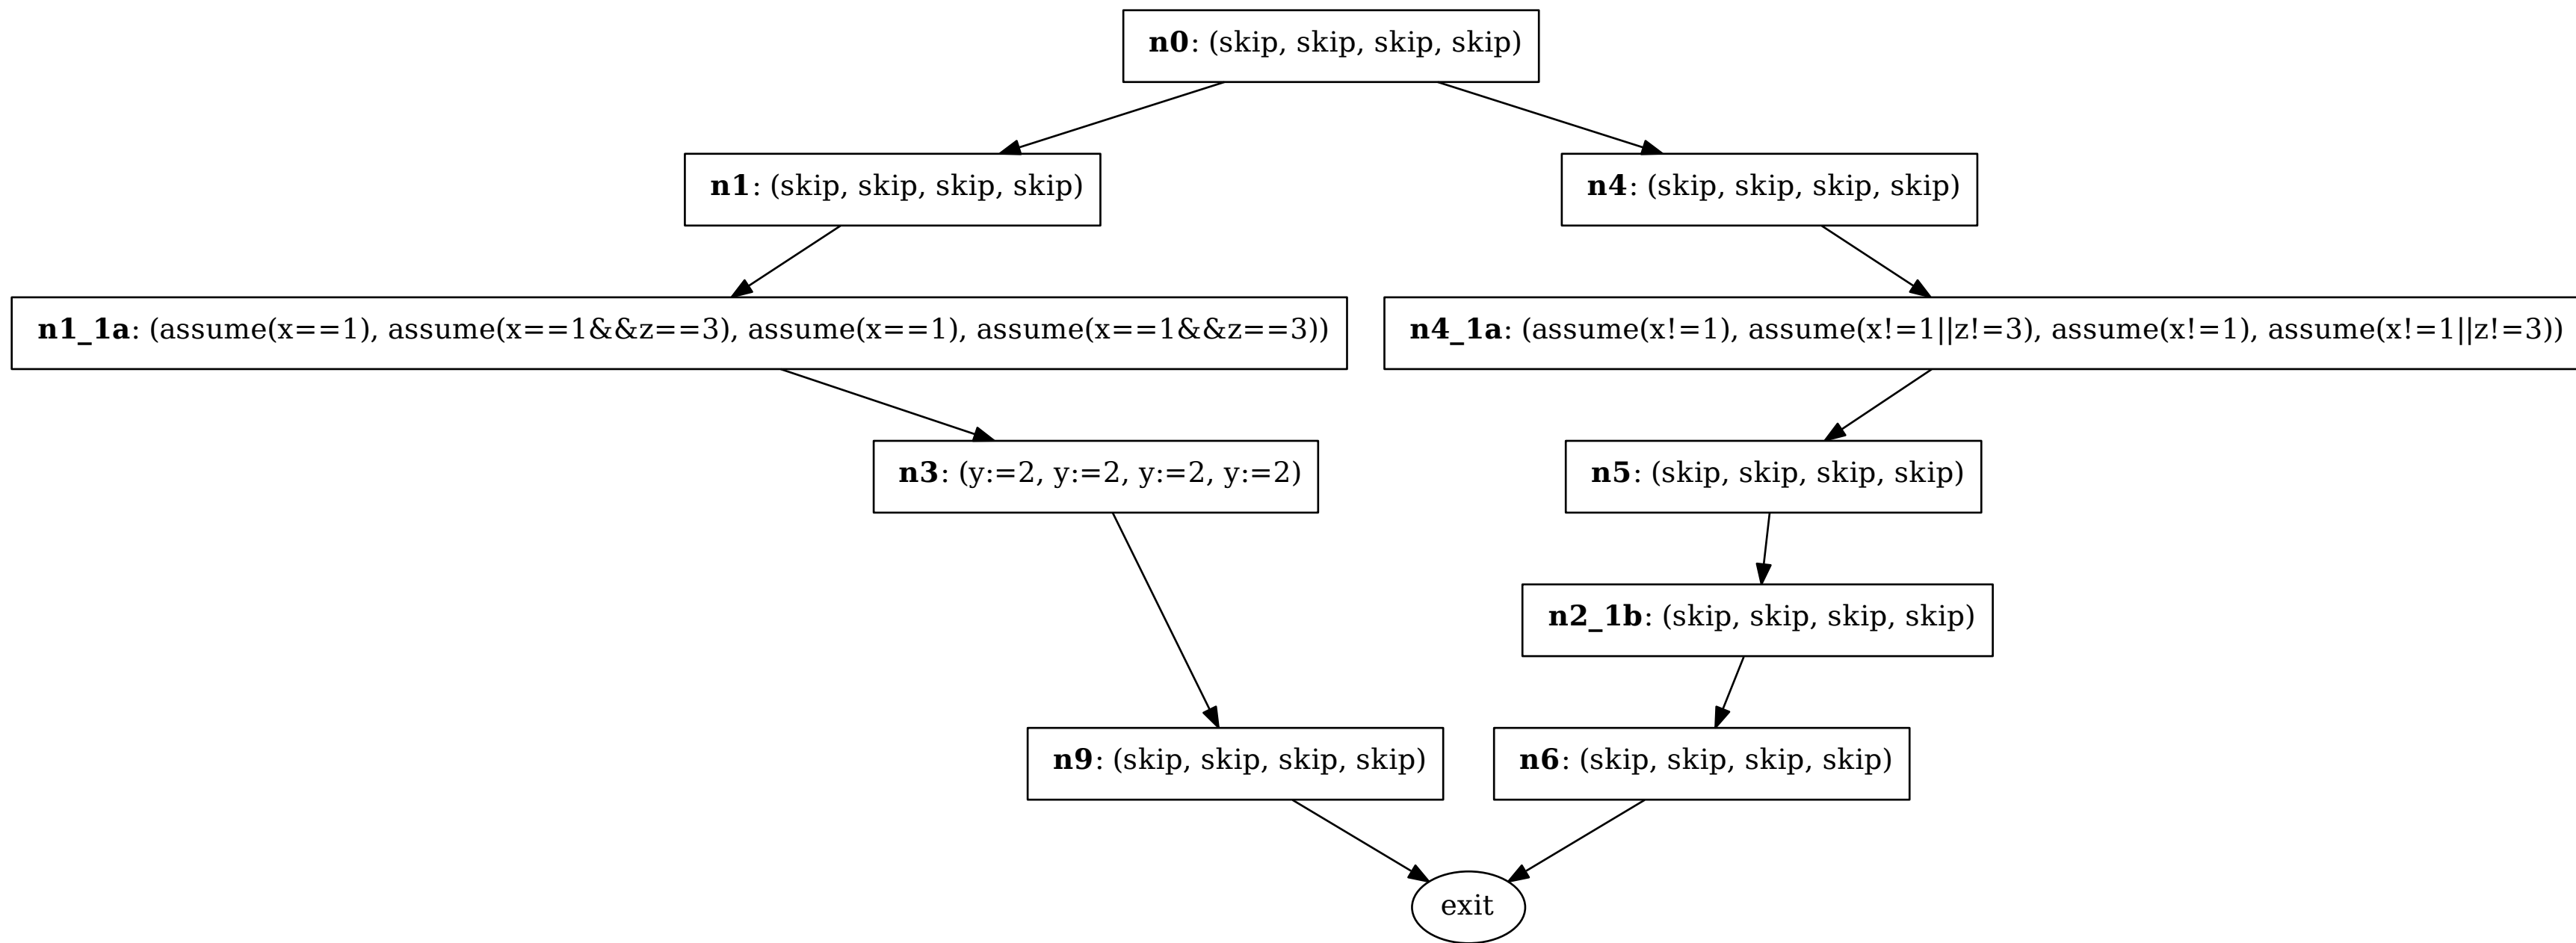 n0: (skip, skip, skip, skip)
n1: (skip, skip, skip, skip)
n4: (skip, skip, skip, skip)
n1_1a: (assume(x==1), assume(x==1&&z==3), assume(x==1), assume(x==1&&z==3))
n4_1a: (assume(x!=1), assume(x!=1||z!=3), assume(x!=1), assume(x!=1||z!=3))
n3: (y:=2, y:=2, y:=2, y:=2)
n5: (skip, skip, skip, skip)
n2_1b: (skip, skip, skip, skip)
n9: (skip, skip, skip, skip)
n6: (skip, skip, skip, skip)
exit